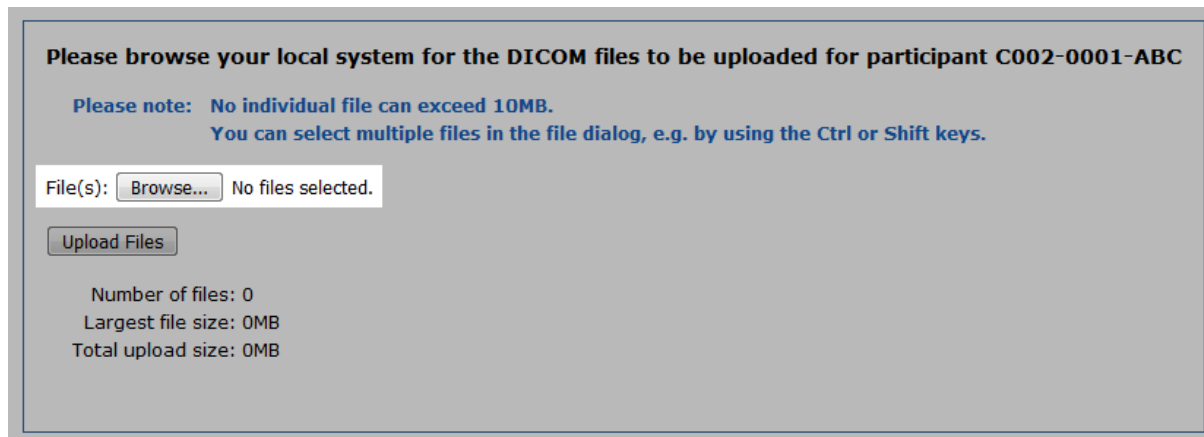 Please browse your local system for the DICOM files to be uploaded for participant C002-0001-ABC
Please note: No individual file can exceed 10MB.
You can select multiple files in the file dialog, e.g. by using the Ctrl or Shift keys.
File(s): Browse... No files selected.
Upload Files
Number of files: 0
Largest file size: 0MB
Total upload size: 0MB